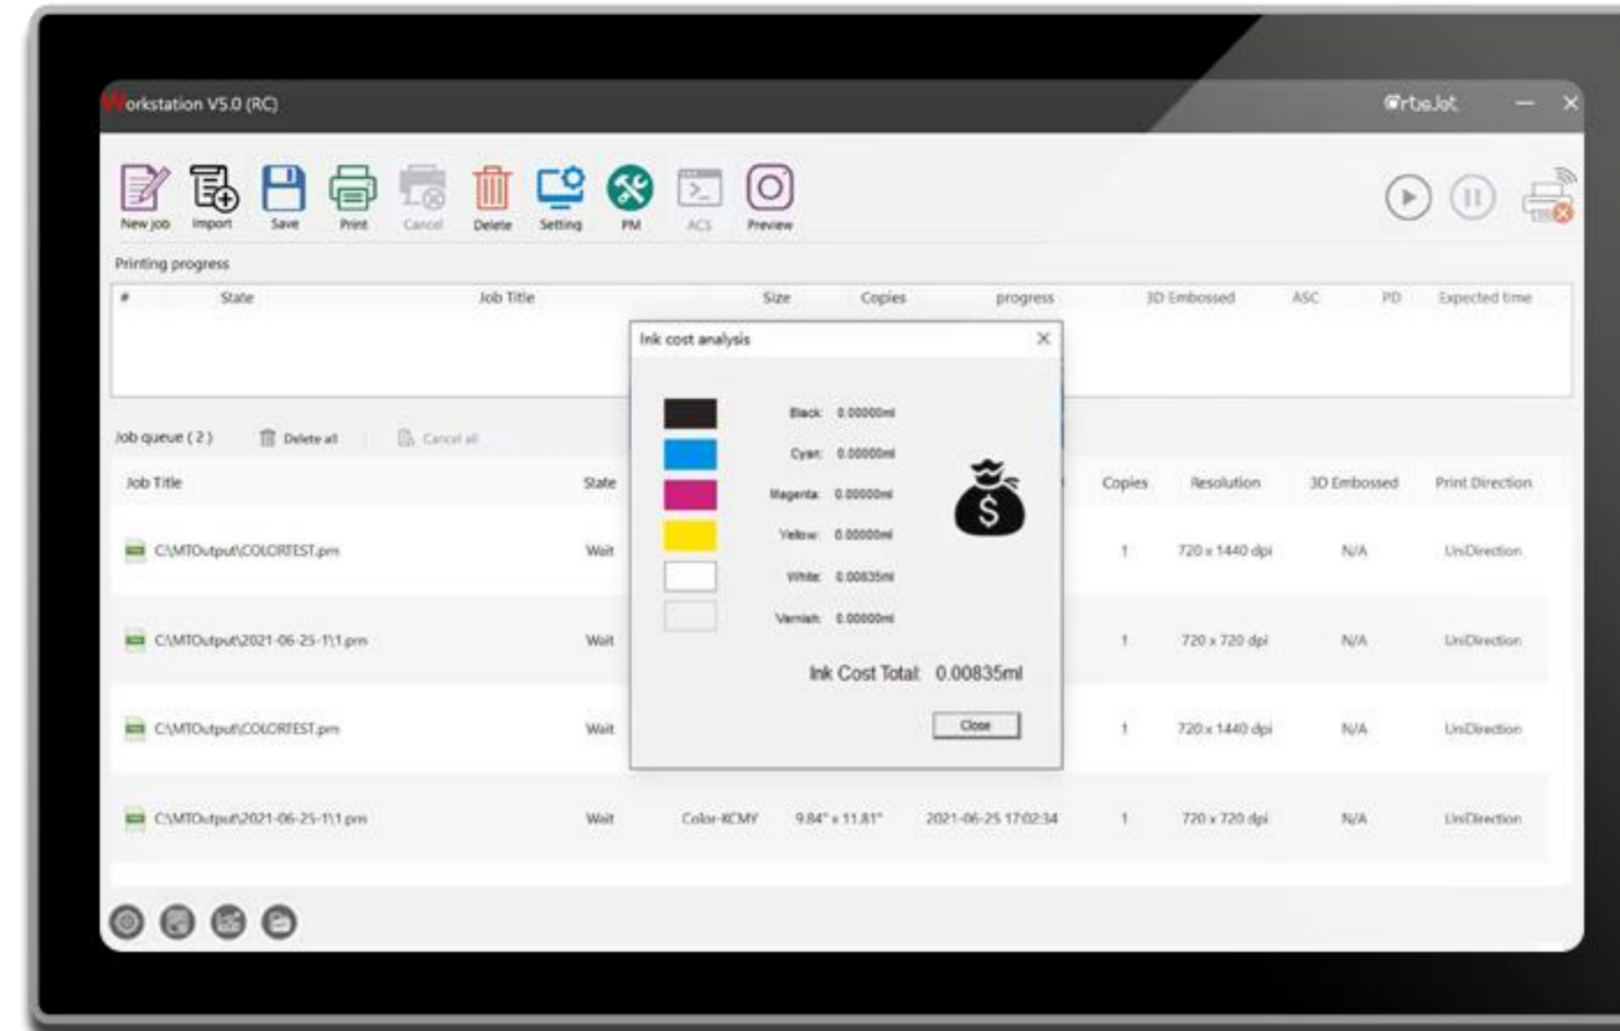 Workstation V5.0 (RC) ArtisJet
New job Import Save Print Cancel Delete Setting PM ACS Preview
Printing progress
# State Job Title Size Copies progress 3D Embossed ASC PD Expected time
Ink cost analysis
Black: 0.00000ml
Cyan: 0.00000ml
Magenta: 0.00000ml
Yellow: 0.00000ml
White: 0.00835ml
Varnish: 0.00000ml
$
Ink Cost Total: 0.00835ml
Close
Job queue ( 2 ) Delete all Cancel all
Job Title State Copies Resolution 3D Embossed Print Direction
C:\MTOutput\COLORTEST.prn Wait 1 720 x 1440 dpi N/A UniDirection
C:\MTOutput\2021-06-25-1\1.prn Wait 1 720 x 720 dpi N/A UniDirection
C:\MTOutput\COLORTEST.prn Wait 1 720 x 1440 dpi N/A UniDirection
C:\MTOutput\2021-06-25-1\1.prn Wait Color-KCMY 9.84" x 11.81" 2021-06-25 17:02:34 1 720 x 720 dpi N/A UniDirection